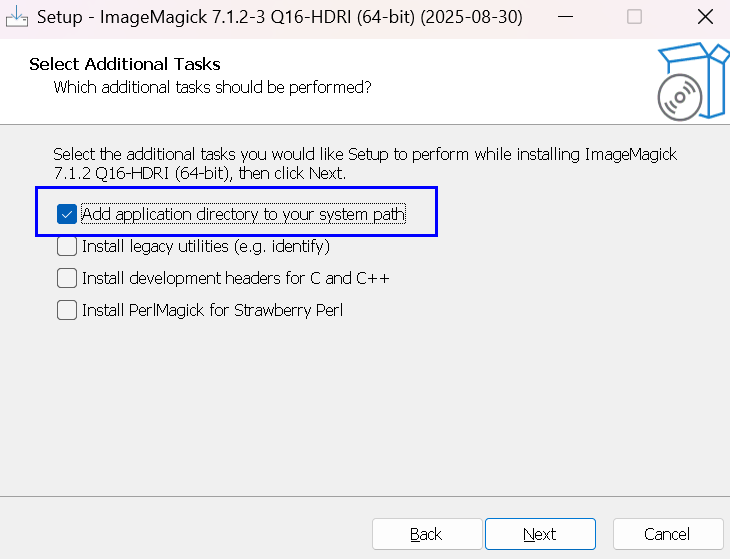 Setup - ImageMagick 7.1.2-3 Q16-HDRI (64-bit) (2025-08-30)
Select Additional Tasks
Which additional tasks should be performed?
Select the additional tasks you would like Setup to perform while installing ImageMagick
7.1.2 Q16-HDRI (64-bit), then click Next.
Add application directory to your system path
Install legacy utilities (e.g. identify)
Install development headers for C and C++
Install PerlMagick for Strawberry Perl
Back
Next
Cancel